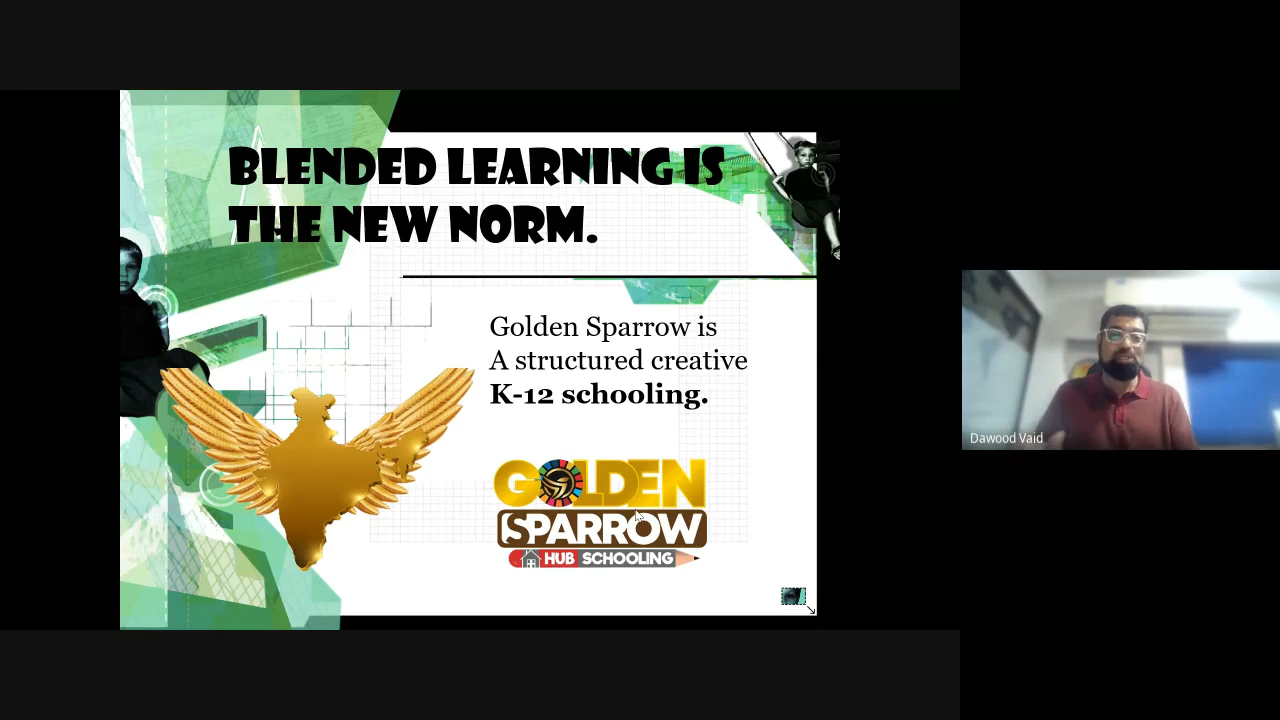 BLENDED LEARNING IS
THE NEW NORM.
Golden Sparrow is
A structured creative
K-12 schooling.
GOLDEN
SPARROW
HUB SCHOOLING
Dawood Vaid